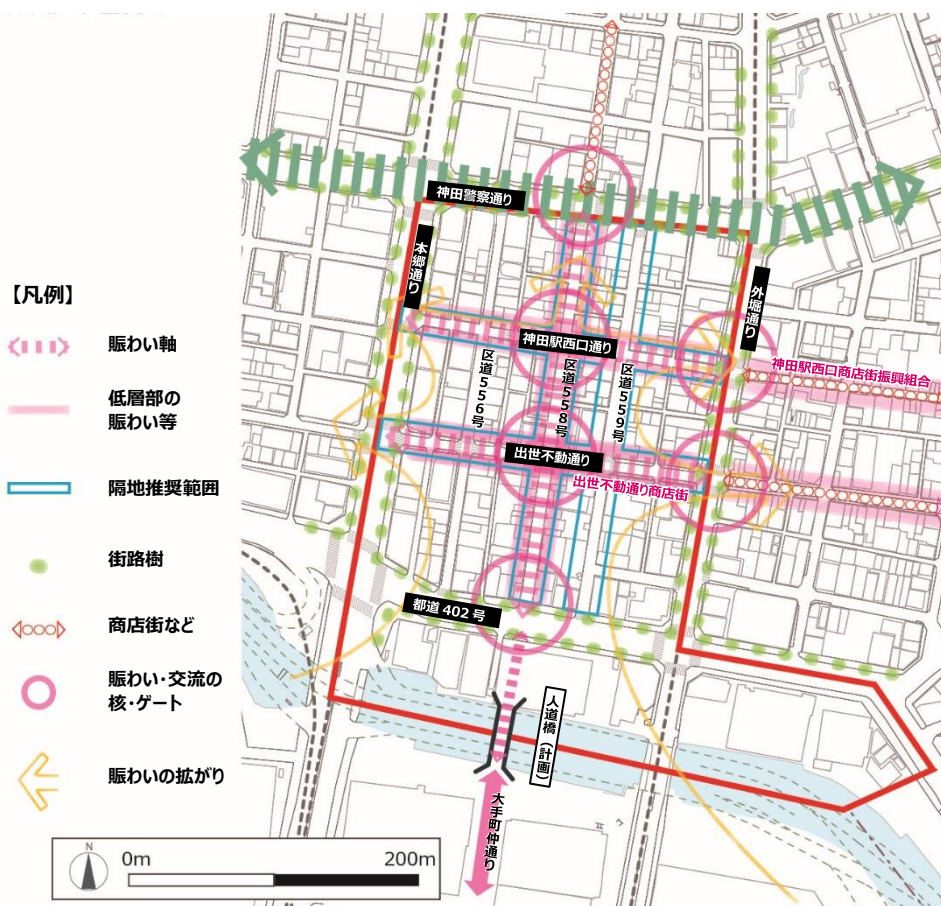 神田警察通り
本郷通り
外堀通り
【凡例】
賑わい軸
低層部の
賑わい等
隔地推奨範囲
街路樹
商店街など
賑わい・交流の
核・ゲート
賑わいの拡がり
神田駅西口通り
神田駅西口商店街振興組合
区道556号
区道558号
区道559号
出世不動通り
出世不動通り商店街
都道402号
人道橋（計画）
大手町仲通り
N
0m
200m